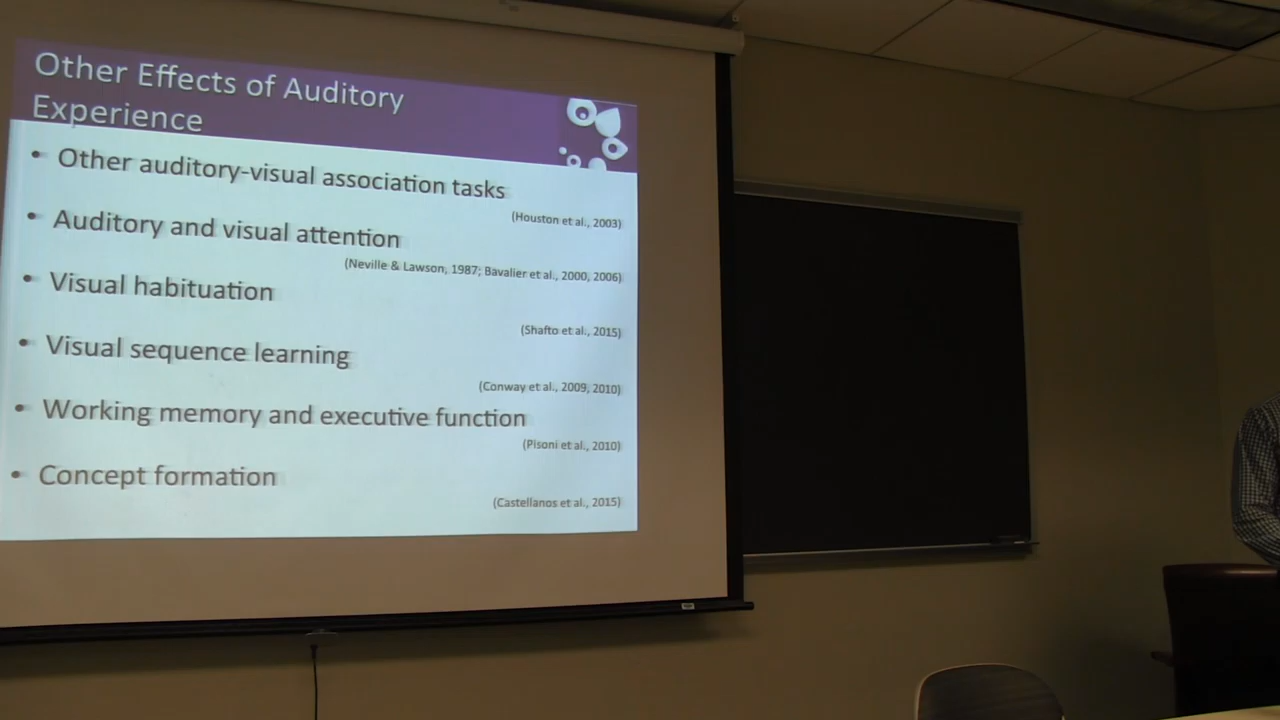 Other Effects of Auditory
Experience
• Other auditory-visual association tasks
(Houston et al., 2003)
• Auditory and visual attention
(Neville & Lawson, 1987; Bavalier et al., 2000, 2006)
• Visual habituation
(Shafto et al., 2015)
• Visual sequence learning
(Conway et al., 2009, 2010)
• Working memory and executive function
(Pisoni et al., 2010)
• Concept formation
(Castellanos et al., 2015)